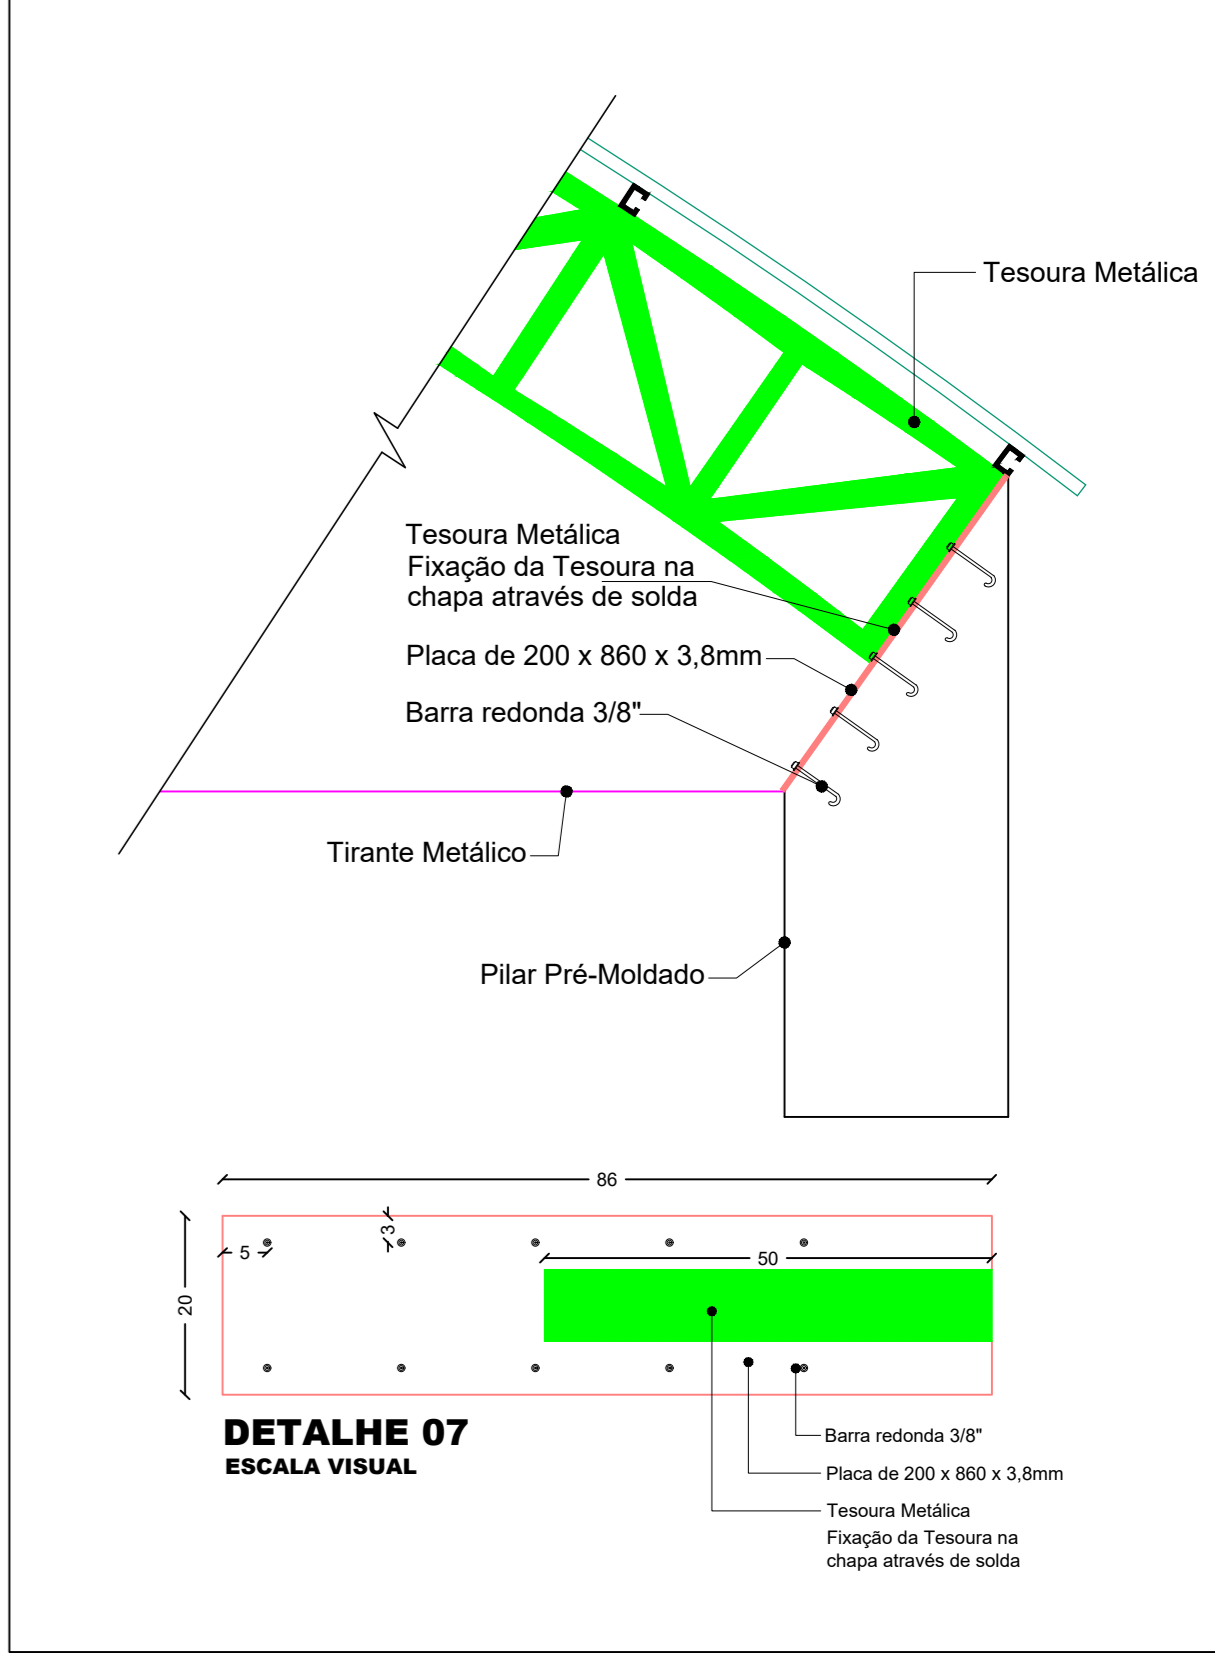 Tesoura Metálica
Tesoura Metálica
Fixação da Tesoura na
chapa através de solda
Placa de 200 x 860 x 3,8mm
Barra redonda 3/8"
Tirante Metálico
Pilar Pré-Moldado
86
3
5
50
20
DETALHE 07
ESCALA VISUAL
Barra redonda 3/8"
Placa de 200 x 860 x 3,8mm
Tesoura Metálica
Fixação da Tesoura na
chapa através de solda